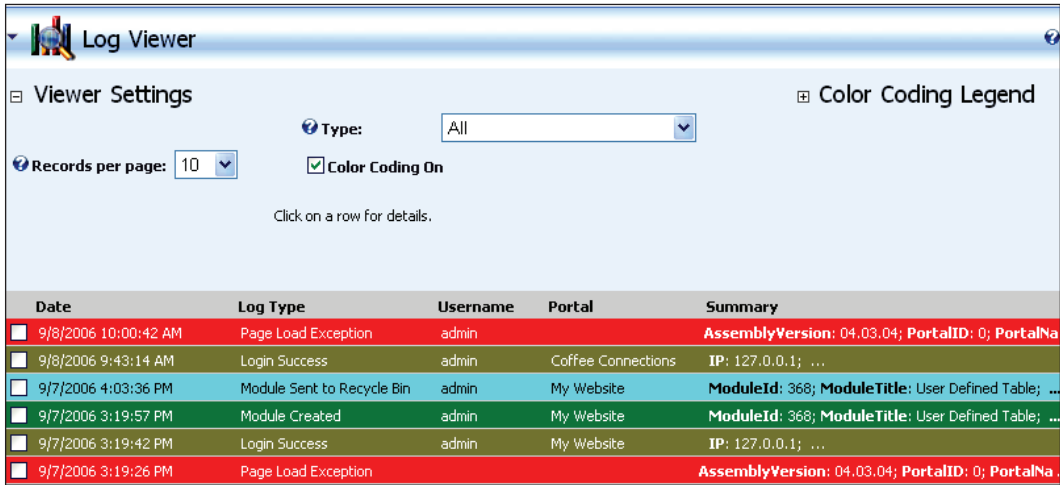 Log Viewer
Viewer Settings
Color Coding Legend
Type: All
Records per page: 10 Color Coding On
Click on a row for details.
Date Log Type Username Portal Summary
9/8/2006 10:00:42 AM Page Load Exception admin AssemblyVersion: 04.03.04; PortalID: 0; PortalNa
9/8/2006 9:43:14 AM Login Success admin Coffee Connections IP: 127.0.0.1; ...
9/7/2006 4:03:36 PM Module Sent to Recycle Bin admin My Website ModuleId: 368; ModuleTitle: User Defined Table; ...
9/7/2006 3:19:57 PM Module Created admin My Website ModuleId: 368; ModuleTitle: User Defined Table; ...
9/7/2006 3:19:42 PM Login Success admin My Website IP: 127.0.0.1; ...
9/7/2006 3:19:26 PM Page Load Exception AssemblyVersion: 04.03.04; PortalID: 0; PortalNa .